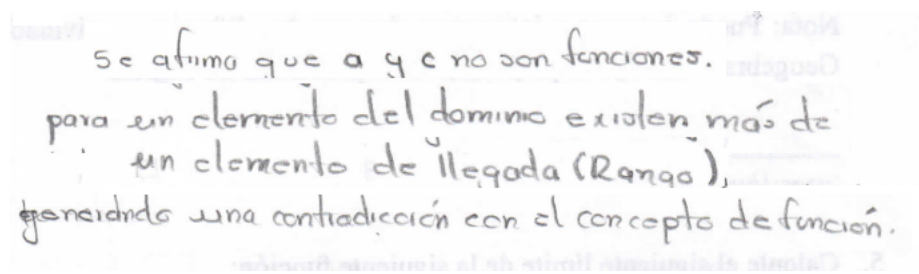 Se afirma que a y c no son funciones.
para un elemento del dominio existen más de
un elemento de llegada (Rango),
generando una contradicción con el concepto de función.